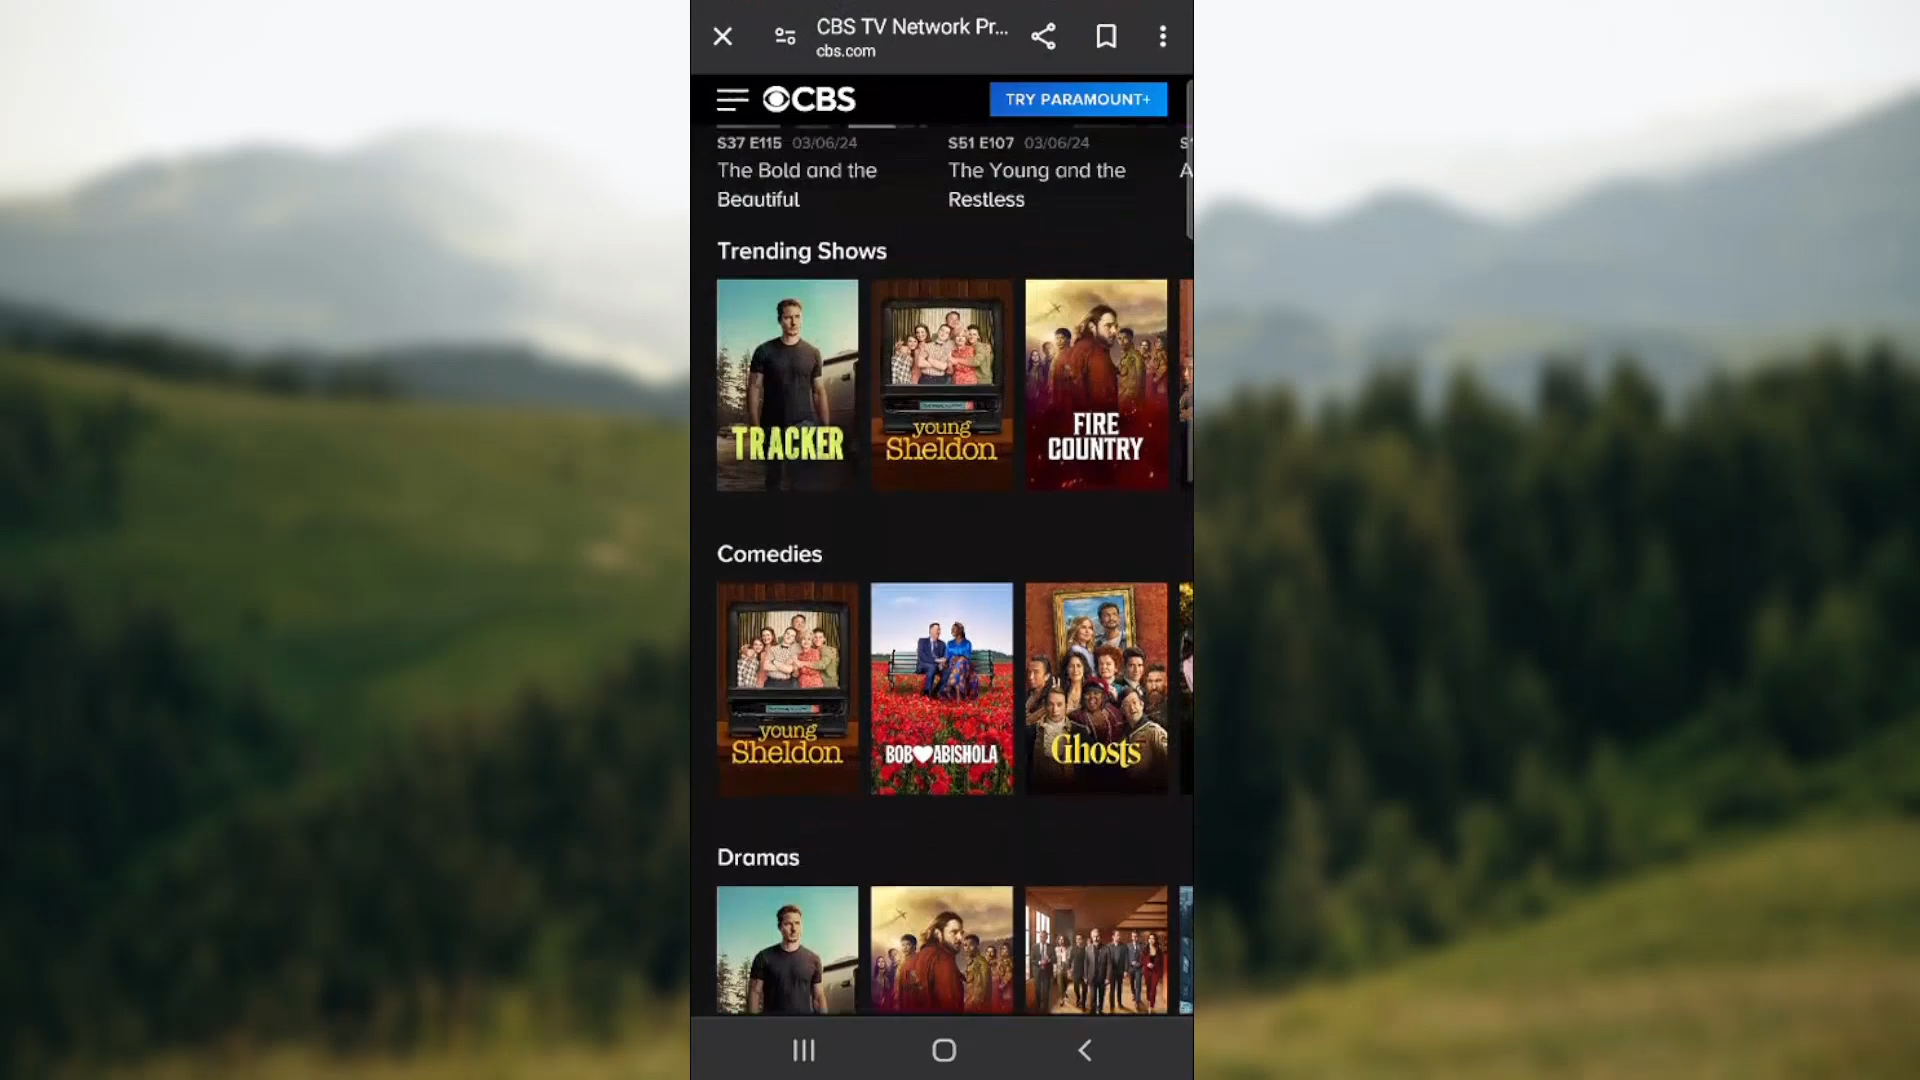 CBS TV Network Pr...
cbs.com
CBS
TRY PARAMOUNT+
S37 E115 03/06/24
S51 E107 03/06/24
The Bold and the
Beautiful
The Young and the
Restless
A
Trending Shows
TRACKER
young
Sheldon
FIRE
COUNTRY
Comedies
young
Sheldon
BOB♥ABISHOLA
Ghosts
Dramas